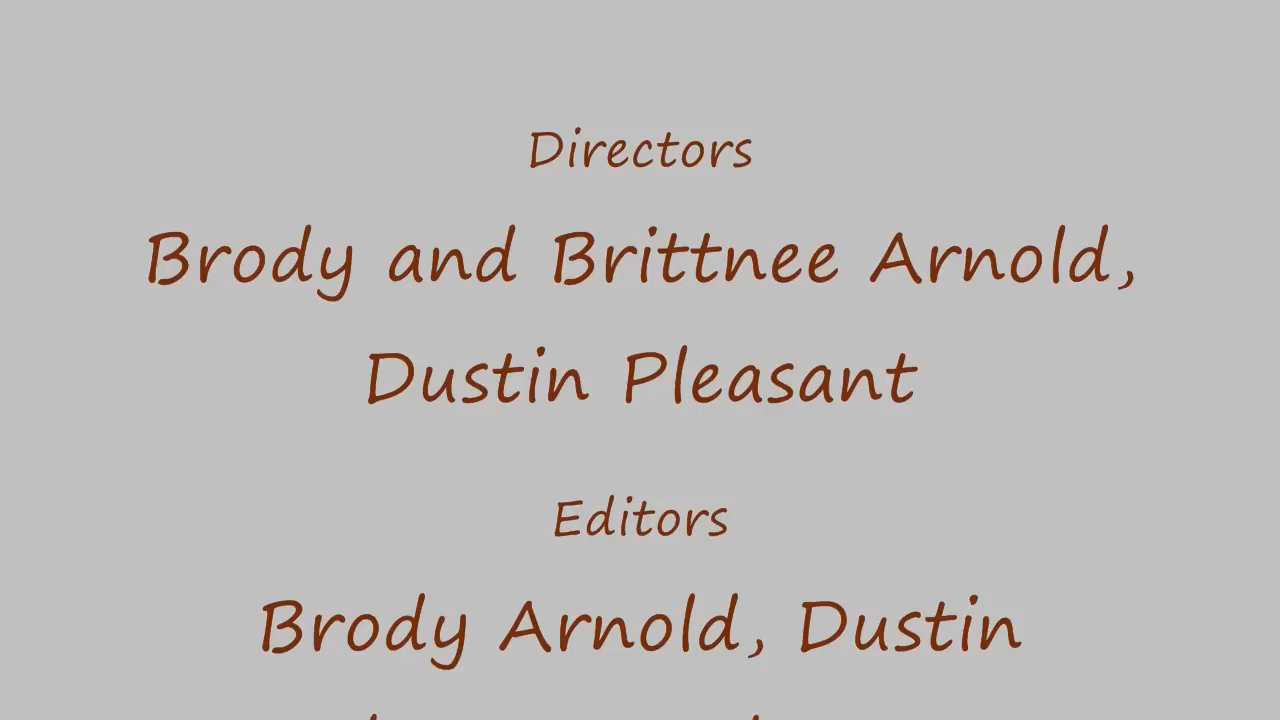 Directors
Brody and Brittnee Arnold,
Dustin Pleasant
Editors
Brody Arnold, Dustin